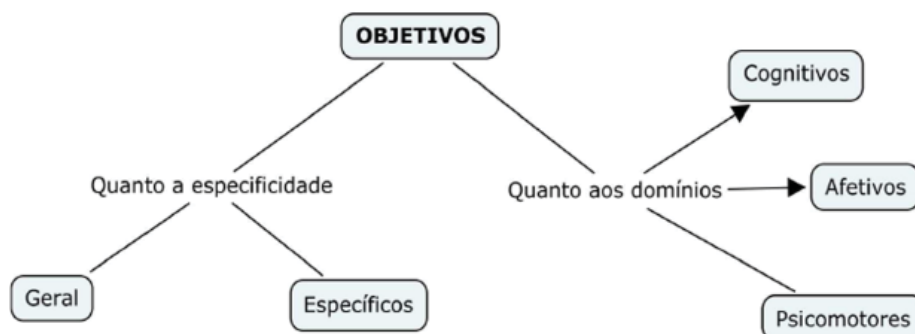 OBJETIVOS
Cognitivos
Quanto a especificidade
Quanto aos domínios
Afetivos
Geral
Específicos
Psicomotores